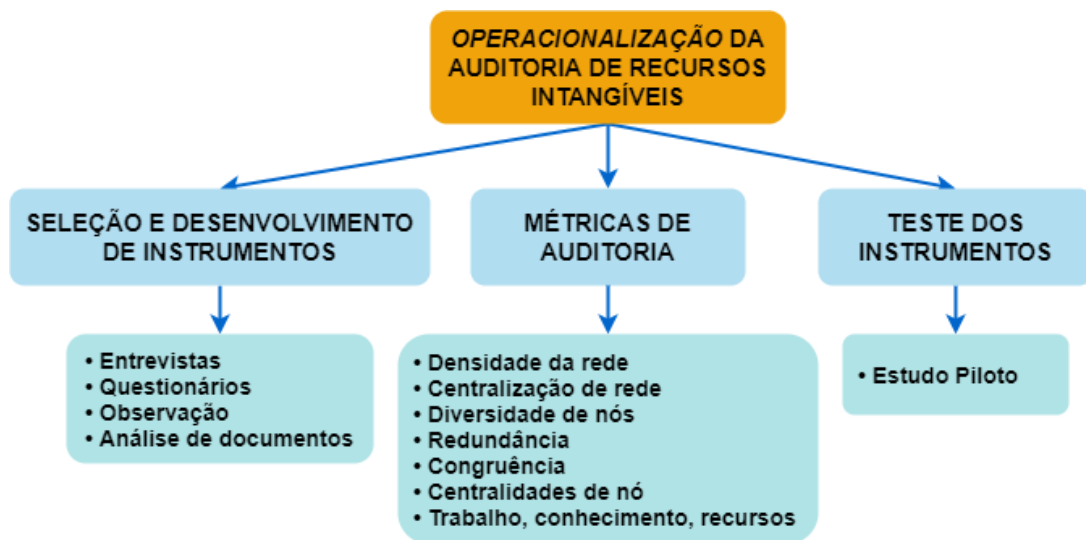 OPERACIONALIZAÇÃO DA
AUDITORIA DE RECURSOS
INTANGÍVEIS
SELEÇÃO E DESENVOLVIMENTO
DE INSTRUMENTOS
• Entrevistas
• Questionários
• Observação
• Análise de documentos
MÉTRICAS DE
AUDITORIA
• Densidade da rede
• Centralização de rede
• Diversidade de nós
• Redundância
• Congruência
• Centralidades de nó
• Trabalho, conhecimento, recursos
TESTE DOS
INSTRUMENTOS
• Estudo Piloto